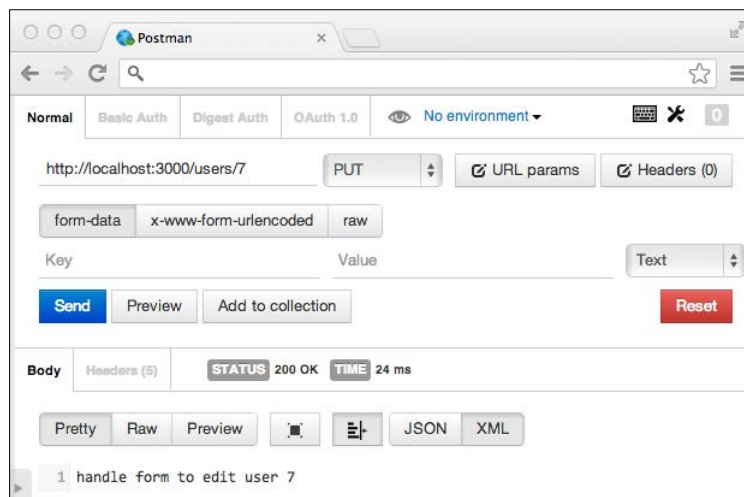 Postman
Normal Basic Auth Digest Auth OAuth 1.0 No environment 0
http://localhost:3000/users/7 PUT URL params Headers (0)
form-data x-www-form-urlencoded raw
Key Value Text
Send Preview Add to collection Reset
Body Headers (5) STATUS 200 OK TIME 24 ms
Pretty Raw Preview JSON XML
1 handle form to edit user 7